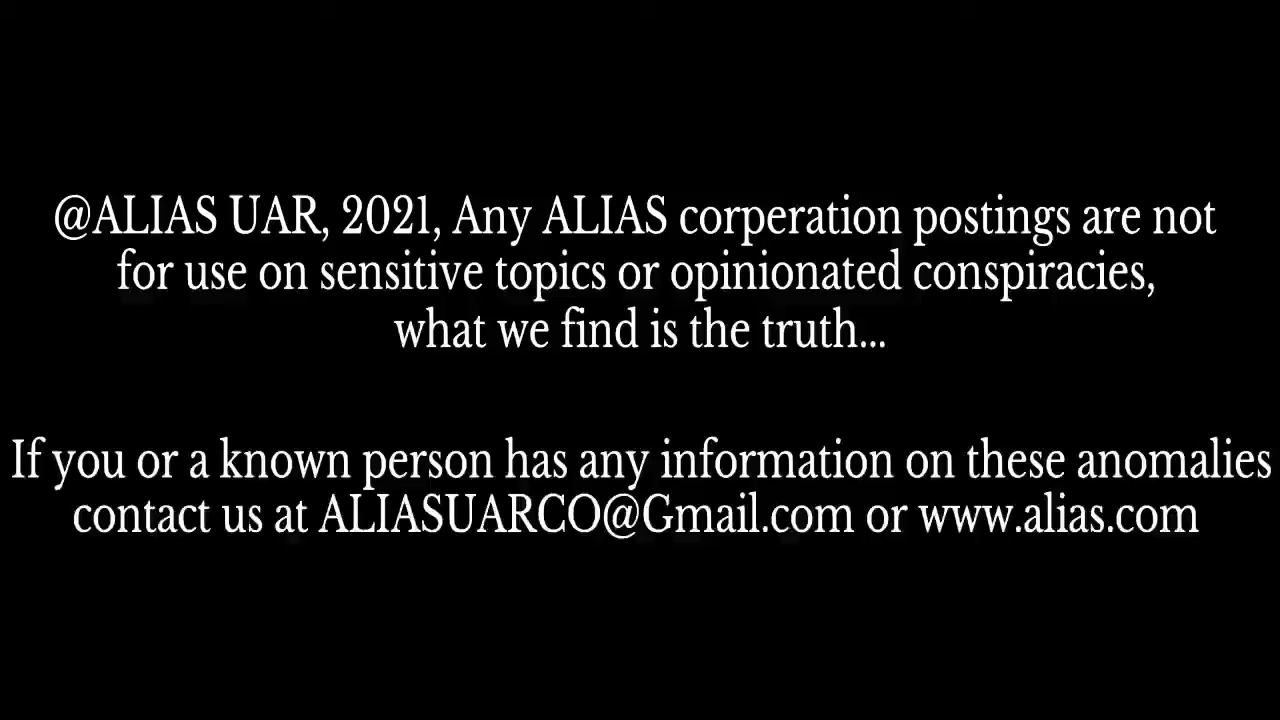 @ALIAS UAR, 2021, Any ALIAS corperation postings are not
for use on sensitive topics or opinionated conspiracies,
what we find is the truth...
If you or a known person has any information on these anomalies
contact us at ALIASUARCO@Gmail.com or www.alias.com